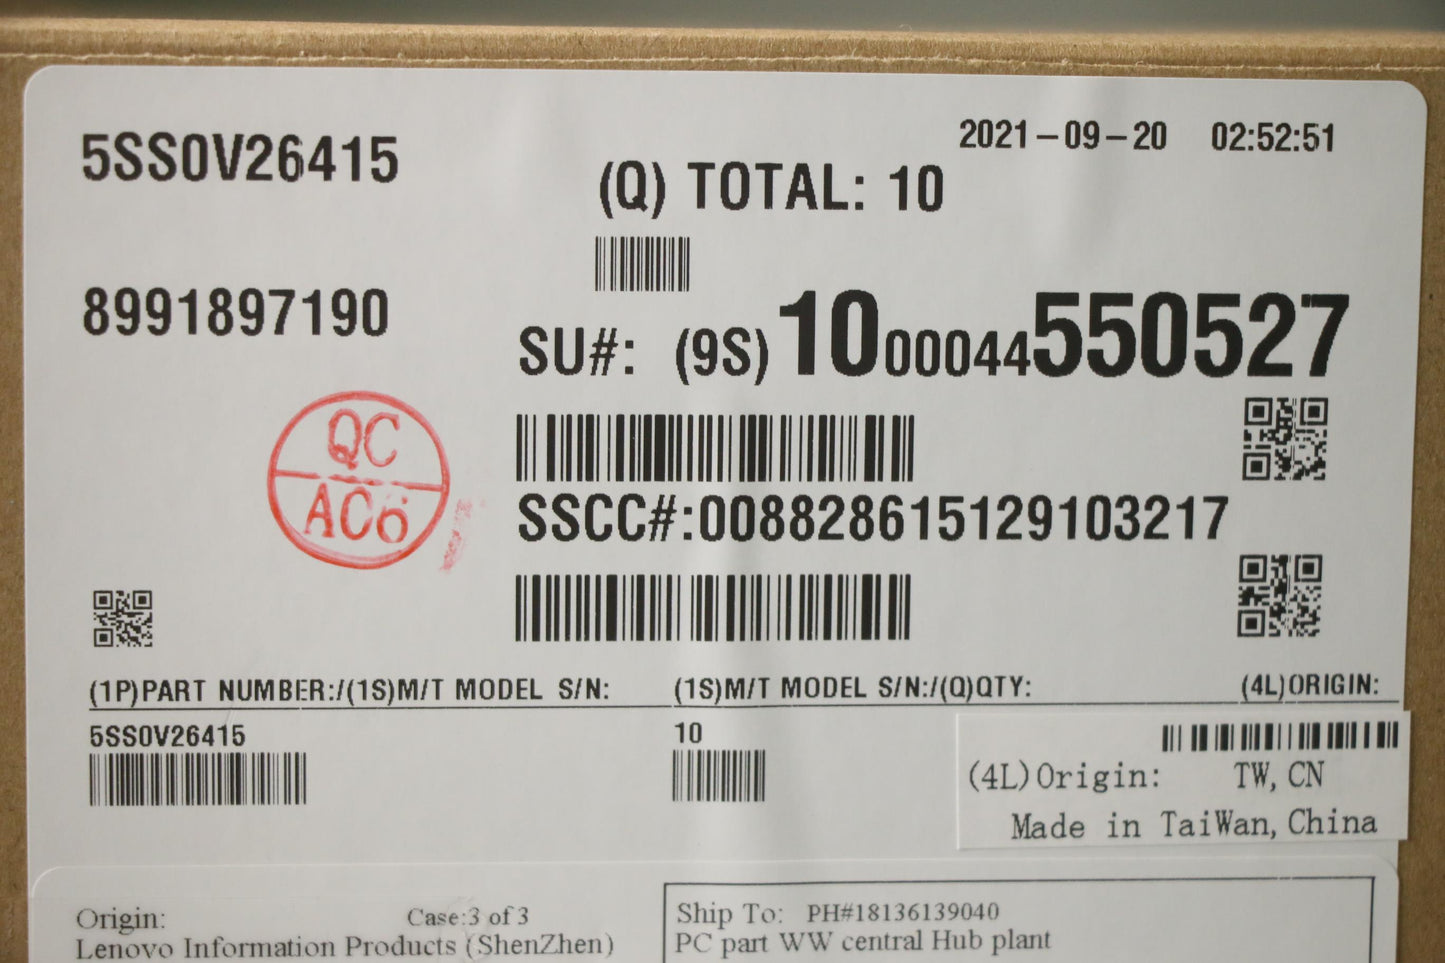 5SS0V26415
2021-09-20 02:52:51
(Q) TOTAL: 10
8991897190
SU#: (9S)1000044550527
QC
AC6
SSCC#:008828615129103217
(1P)PART NUMBER:/(1S)M/T MODEL S/N:
(1S)M/T MODEL S/N:/(Q)QTY:
(4L)ORIGIN:
5SS0V26415
10
(4L)Origin: TW, CN
Made in TaiWan, China
Origin:
Case:3 of 3
Lenovo Information Products (ShenZhen)
Ship To: PH#18136139040
PC part WW central Hub plant